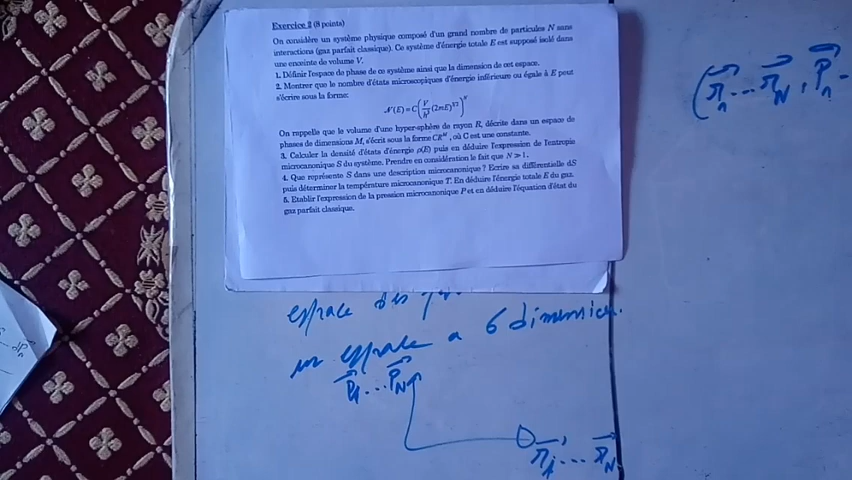 Exercice 2 (8 points)
On considère un système physique composé d'un grand nombre de particules N sans
interactions (gaz parfait classique). Ce système d'énergie totale E est supposé isolé dans
une enceinte de volume V.
1. Définir l'espace de phase de ce système ainsi que la dimension de cet espace.
2. Montrer que le nombre d'états microscopiques d'énergie inférieure ou égale à E peut
s'écrire sous la forme:
𝒩(E) = C(V/h³ (2mE)^{3/2})^N
On rappelle que le volume d'une hyper-sphère de rayon R, décrite dans un espace de
phases de dimensions M, s'écrit sous la forme CR^M, où C est une constante.
3. Calculer la densité d'états d'énergie ρ(E) puis en déduire l'expression de l'entropie
microcanonique S du système. Prendre en considération le fait que N ≫ 1.
4. Que représente S dans une description microcanonique ? Ecrire sa différentielle dS
puis déterminer la température microcanonique T. En déduire l'énergie totale E du gaz.
5. Etablir l'expression de la pression microcanonique P et en déduire l'équation d'état du
gaz parfait classique.
espace des
un espace a 6 dimension.